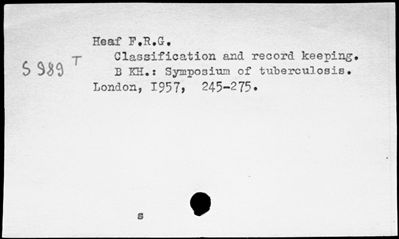 Heaf F.R.G.
Classification and record keeping.
S 989 T
B KH.: Symposium of tuberculosis.
London, 1957, 245-275.
s